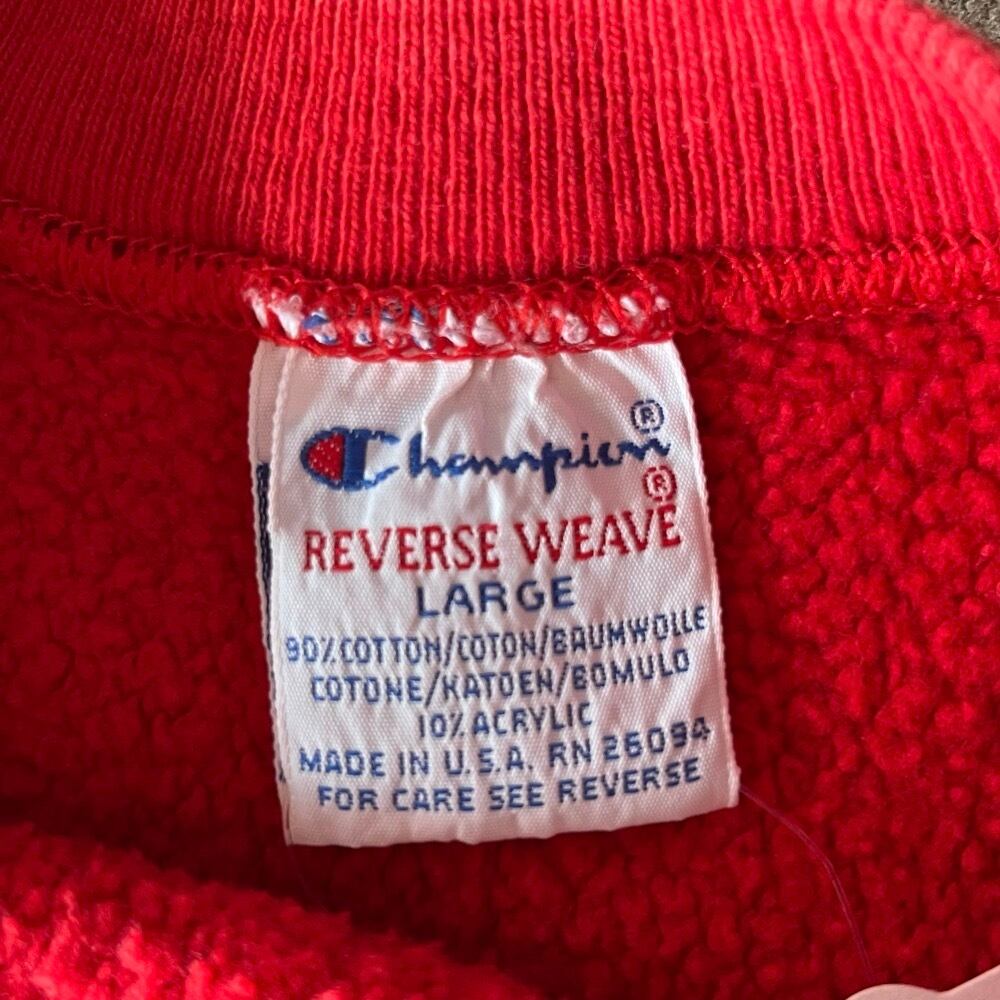 Champion®
REVERSE WEAVE®
LARGE
90% COTTON/COTON/BAUMWOLLE
COTONE/KATOEN/BOMULD
10% ACRYLIC
MADE IN U.S.A. RN 26094
FOR CARE SEE REVERSE